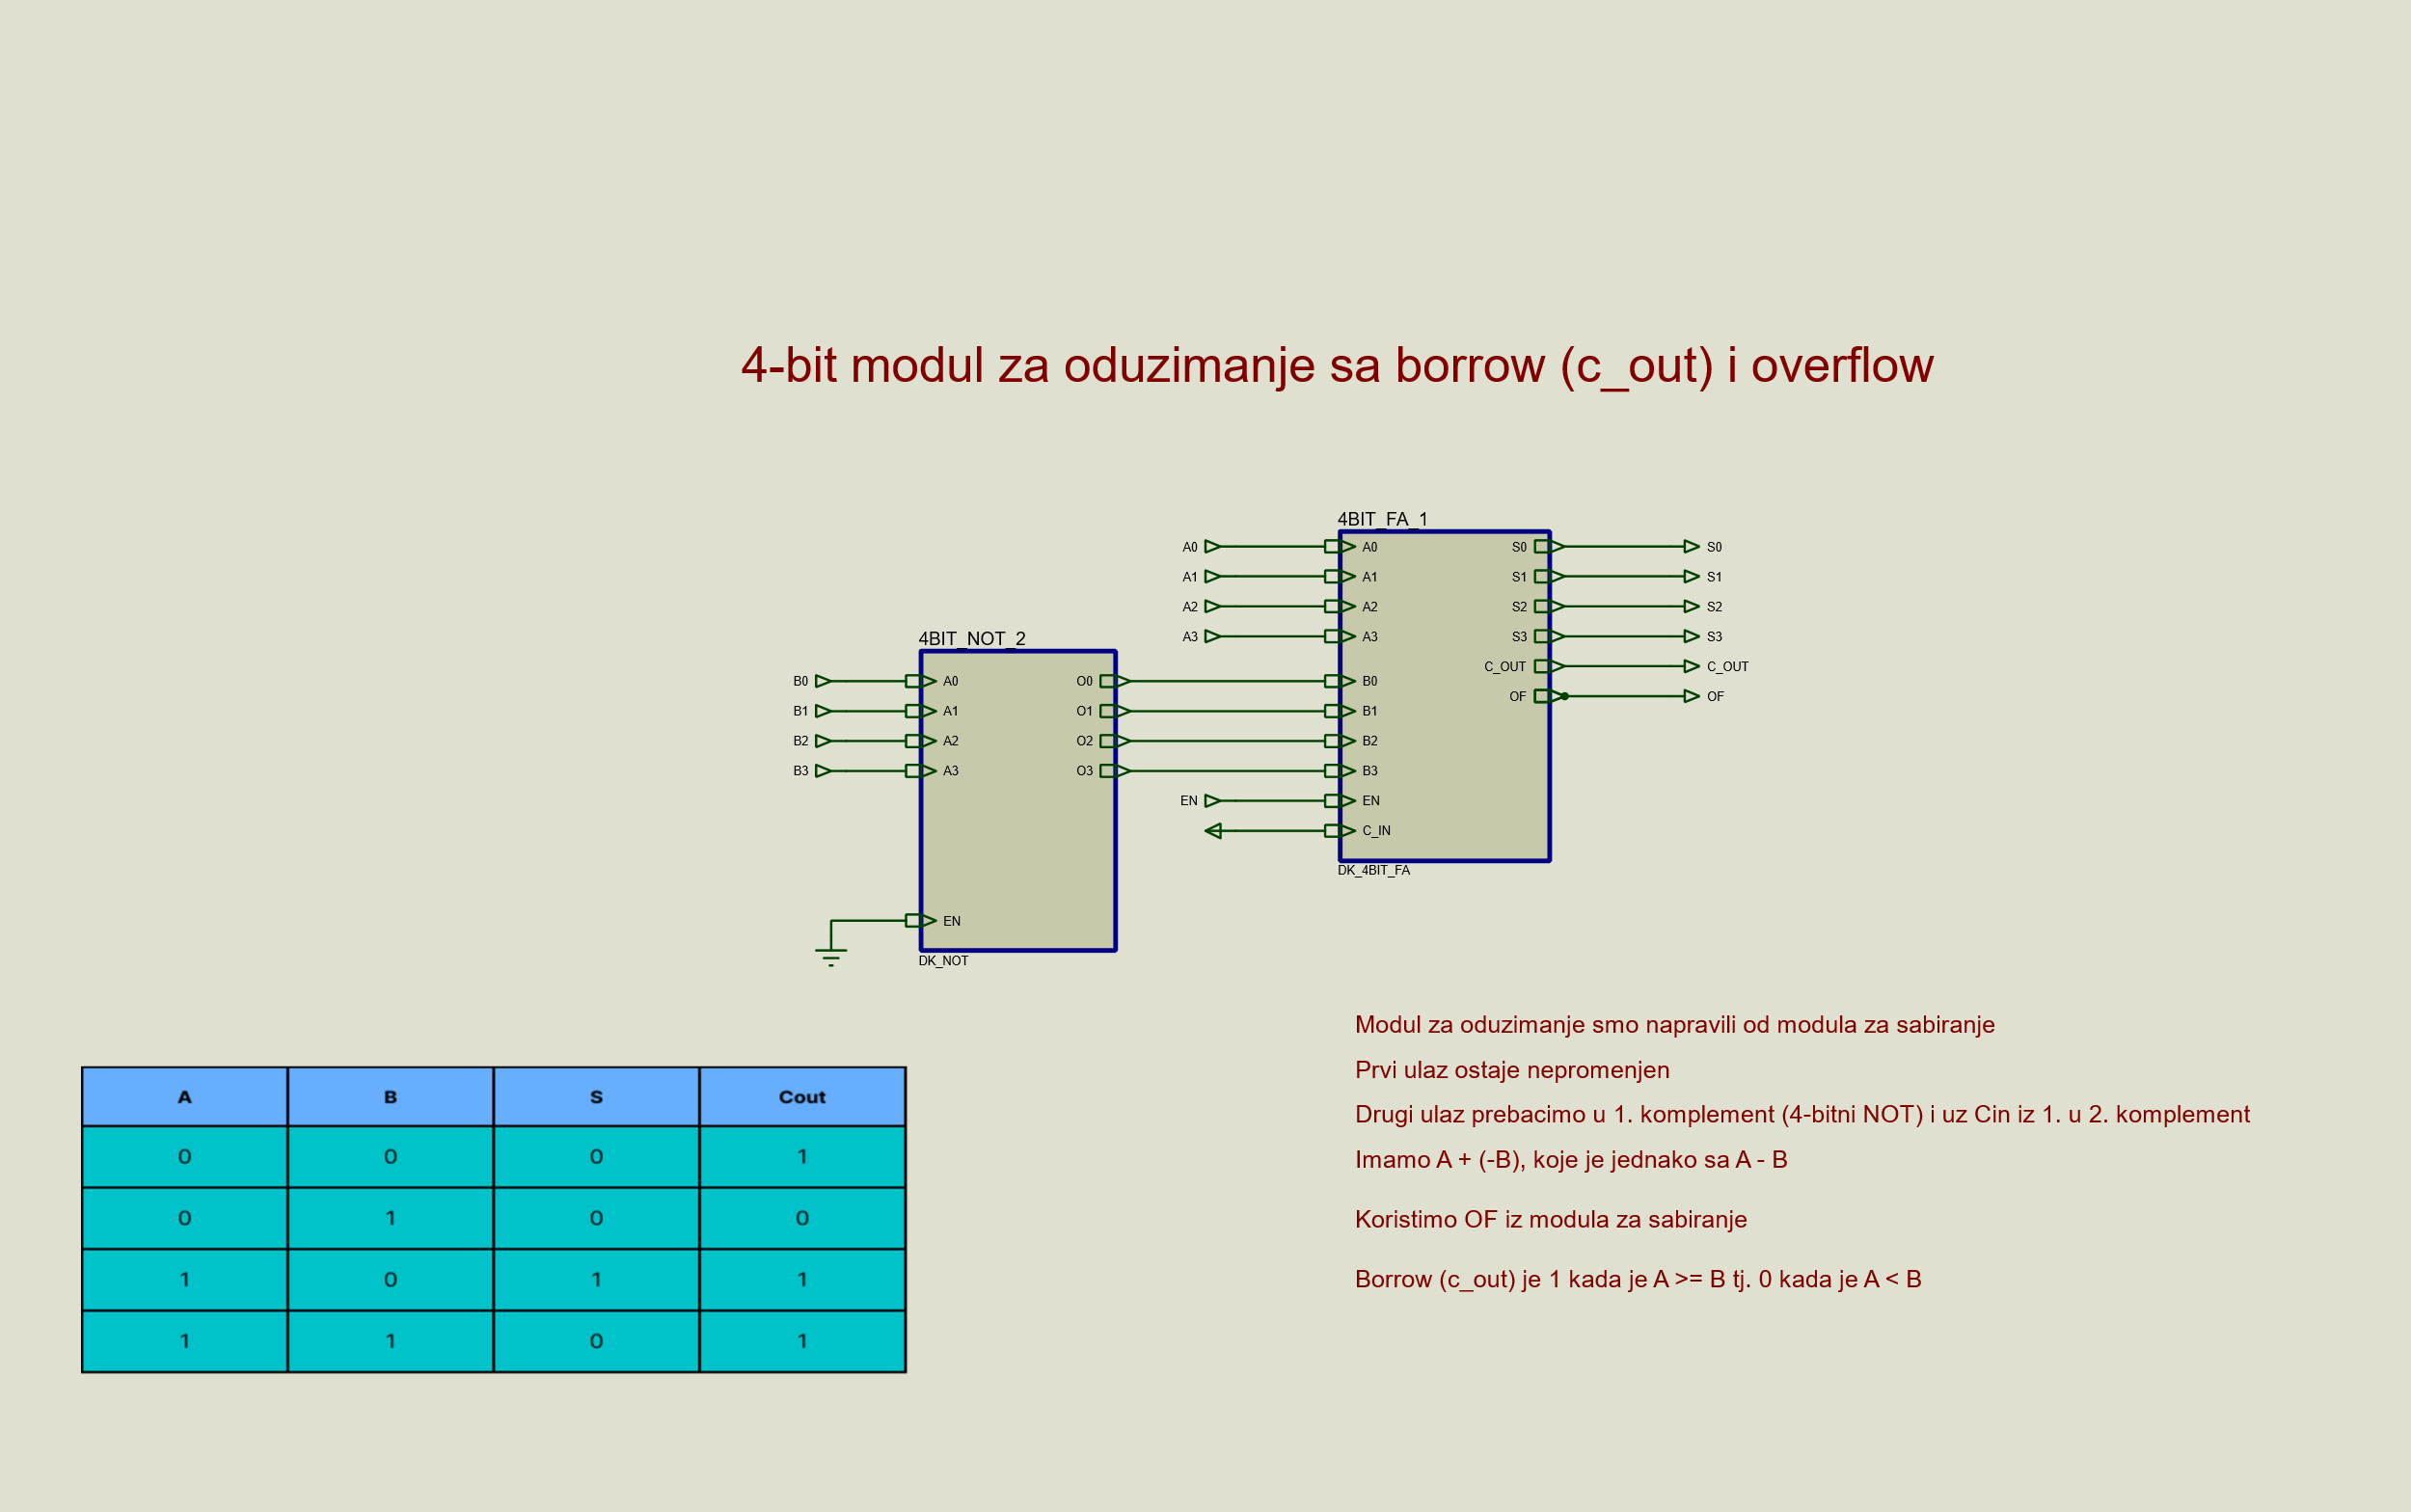 4-bit modul za oduzimanje sa borrow (c_out) i overflow
4BIT_FA_1
A0 A0 S0 S0
A1 A1 S1 S1
A2 A2 S2 S2
A3 A3 S3 S3
4BIT_NOT_2
C_OUT C_OUT
B0 A0 O0 B0
OF OF
B1 A1 O1 B1
B2 A2 O2 B2
B3 A3 O3 B3
EN EN
C_IN
DK_4BIT_FA
EN
DK_NOT
Modul za oduzimanje smo napravili od modula za sabiranje
Prvi ulaz ostaje nepromenjen
Drugi ulaz prebacimo u 1. komplement (4-bitni NOT) i uz Cin iz 1. u 2. komplement
Imamo A + (-B), koje je jednako sa A - B
Koristimo OF iz modula za sabiranje
Borrow (c_out) je 1 kada je A >= B tj. 0 kada je A < B
A B S Cout
0 0 0 1
0 1 0 0
1 0 1 1
1 1 0 1